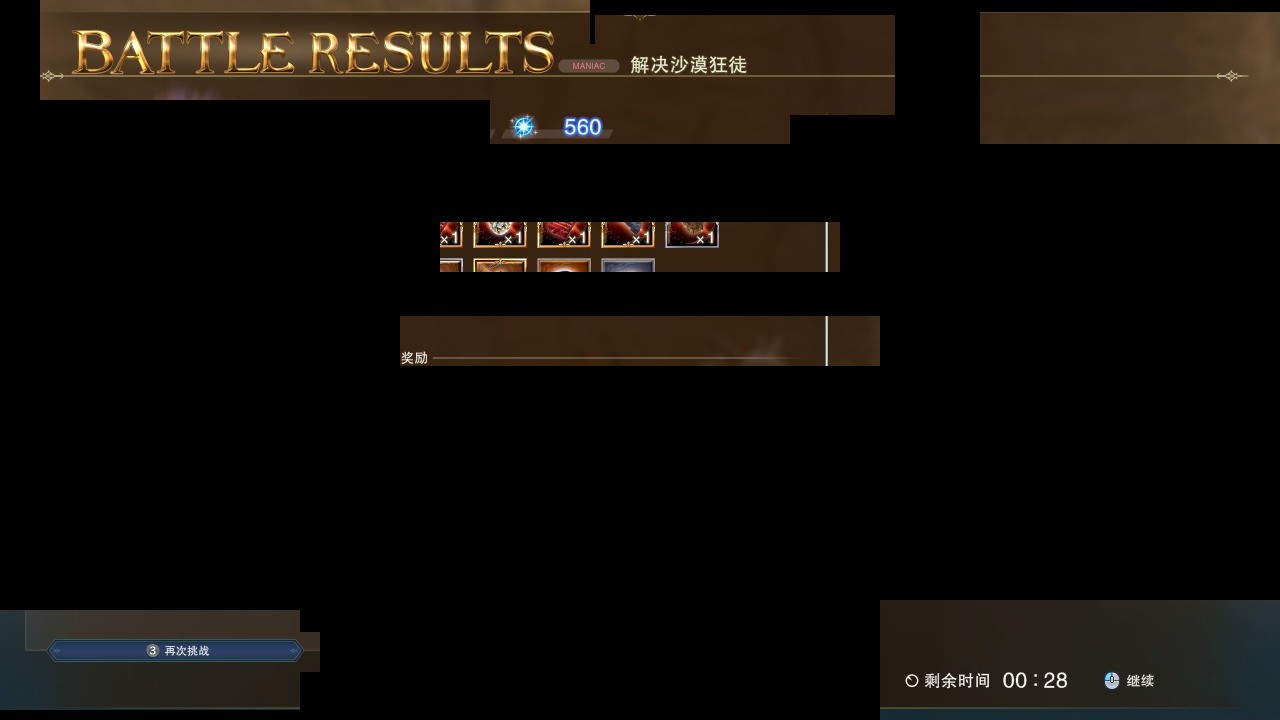 BATTLE RESULTS
MANIAC 解决沙漠狂徒
560
×1 ×1 ×1 ×1 ×1
奖励
3 再次挑战
剩余时间 00:28 继续